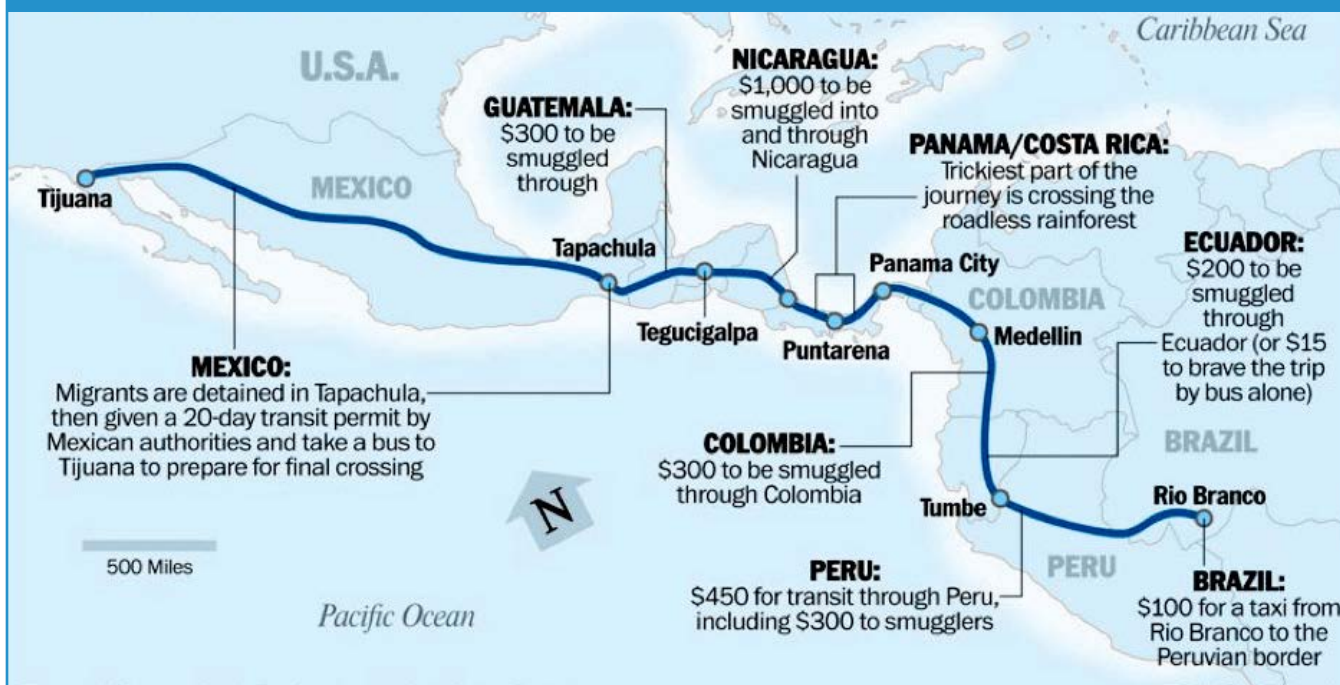 Caribbean Sea
U.S.A.
NICARAGUA:
$1,000 to be
smuggled into
and through
Nicaragua
GUATEMALA:
$300 to be
smuggled
through
PANAMA/COSTA RICA:
Trickiest part of the
journey is crossing the
roadless rainforest
MEXICO
Tijuana
Tapachula
ECUADOR:
$200 to be
smuggled
through
Ecuador (or $15
to brave the trip
by bus alone)
Panama City
COLOMBIA
Tegucigalpa
Puntarena
Medellin
MEXICO:
Migrants are detained in Tapachula,
then given a 20-day transit permit by
Mexican authorities and take a bus to
Tijuana to prepare for final crossing
COLOMBIA:
$300 to be smuggled
through Colombia
BRAZIL
N
Tumbe
Rio Branco
500 Miles
PERU
PERU:
$450 for transit through Peru,
including $300 to smugglers
BRAZIL:
$100 for a taxi from
Rio Branco to the
Peruvian border
Pacific Ocean